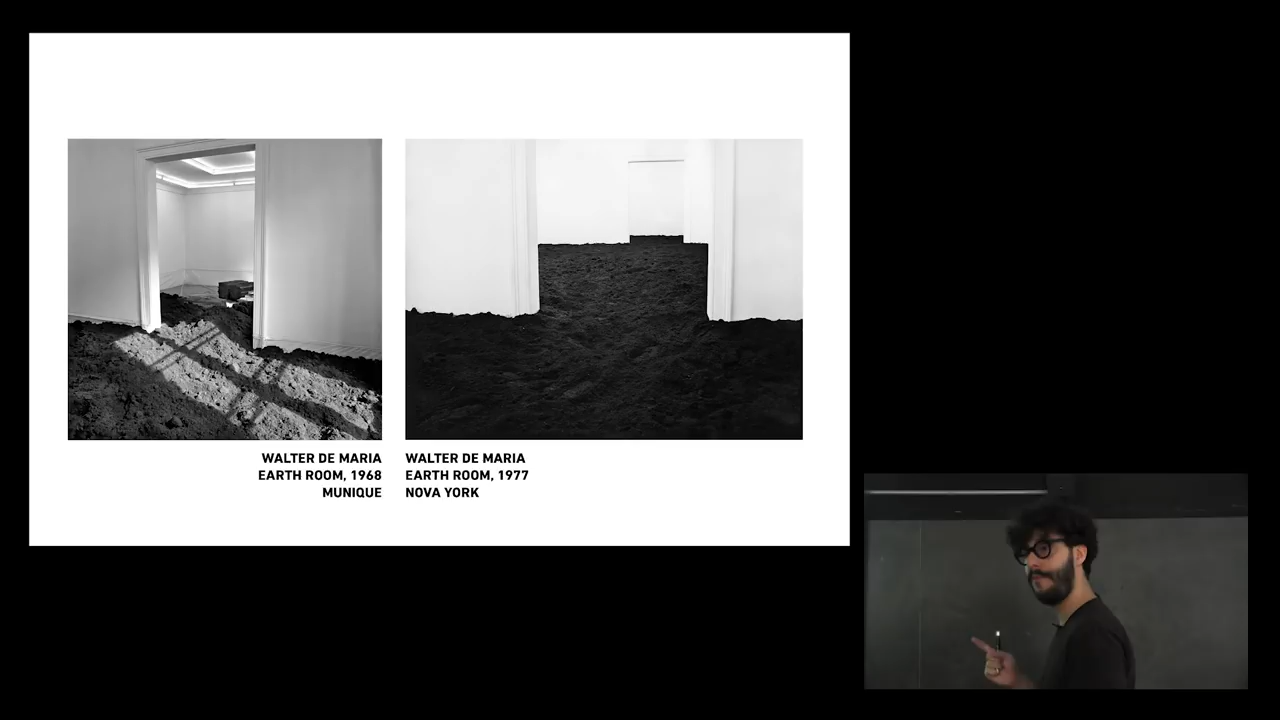 WALTER DE MARIA
EARTH ROOM, 1968
MUNIQUE
WALTER DE MARIA
EARTH ROOM, 1977
NOVA YORK